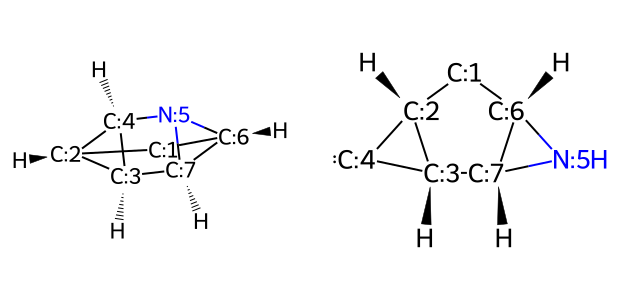 H
C:4 N:5
H C:2 C:1 C:6 H
C:3 C:7
H H
H C:1 H
C:2 C:6
:C:4 C:3 C:7 N:5H
H H